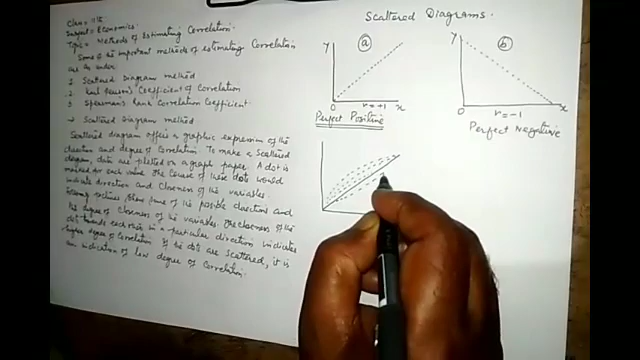 Class = 11th
Subject = Economics
Topic = Methods of Estimating Correlation
Some of the important methods of estimating Correlation
are as under
1 Scattered Diagram method
2 Karl Pearson's Coefficient of Correlation
3 Spearman's Rank Correlation Coefficient
→ Scattered Diagram method
Scattered diagram offers a graphic expression of the
direction and degree of Correlation. To make a Scattered
diagram, data are plotted on a graph paper. A dot is
marked for each value. The Course of these dots would
indicate direction and Closeness of the variables.
Following show some of the possible directions and
the degree of closeness of the variables. The closeness of the
dots towards each other in a particular direction indicates
higher degree of Correlation. If the dots are scattered, it is
an indication of low degree of Correlation.
Scattered Diagrams.
Y
a
0
r = +1
x
Perfect Positive
Y
b
0
r = -1
x
Perfect Negative